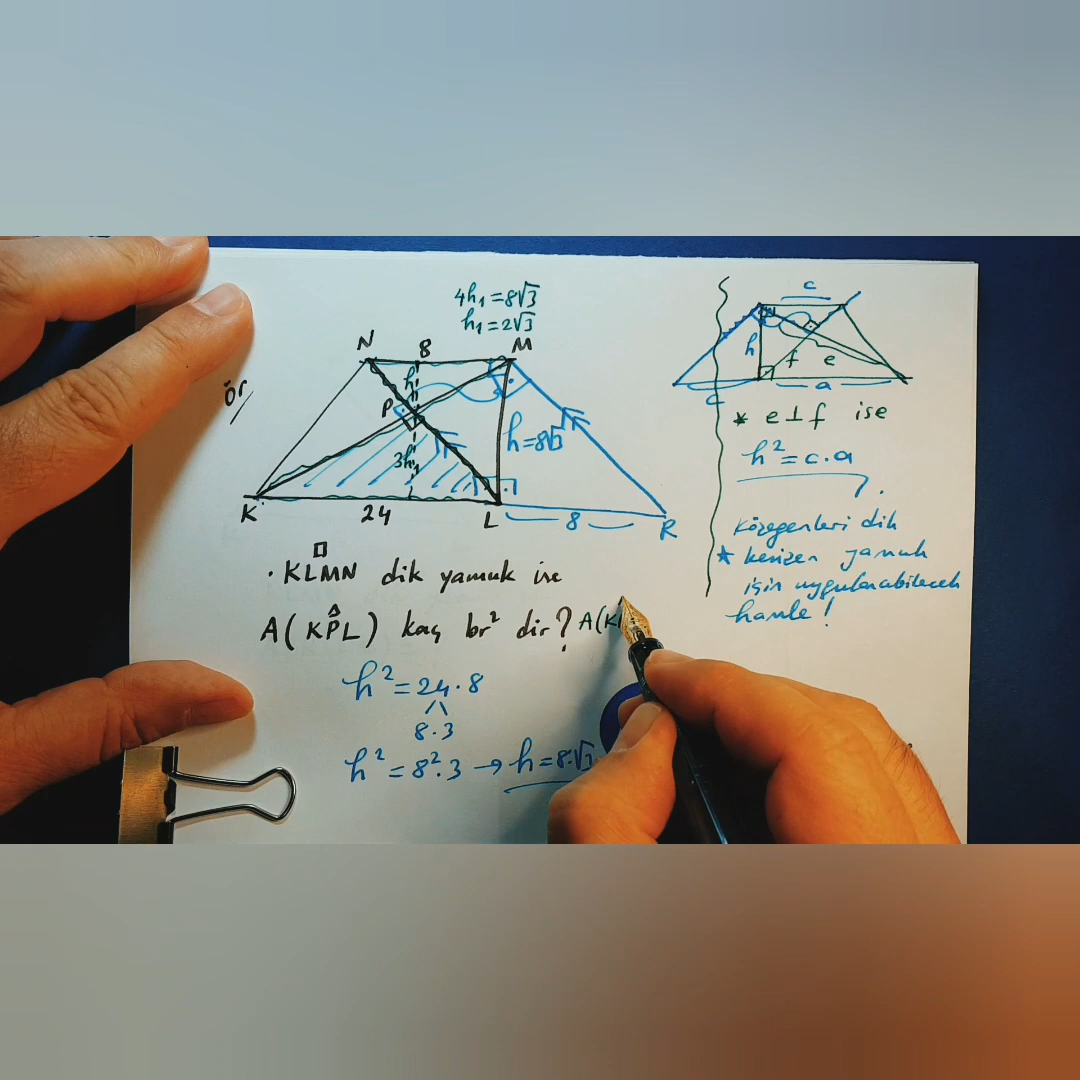 ör
4h₁=8√3
h₁=2√3
N 8 M
h₁
P
3h₁
h=8√3
K 24 L 8 R
• KLMN dik yamuk ise
A(KPL) kaç br² dir? A(K
h²=24.8
8.3
h²=8².3 → h=8.√3
c
h f e
c a
* e⊥f ise
h²=c.a
Köşegenleri dik
* kesişen yamuk
için uygulanabilecek
hamle!